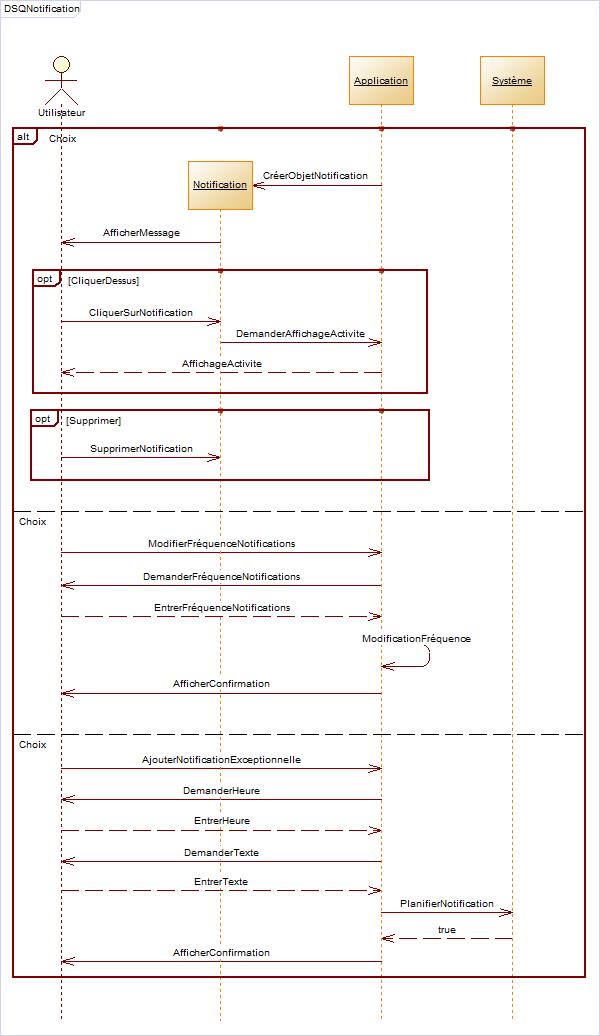 DSQNotification
Utilisateur
Application
Système
alt
Choix
CréerObjetNotification
Notification
AfficherMessage
opt
[CliquerDessus]
CliquerSurNotification
DemanderAffichageActivite
AffichageActivite
opt
[Supprimer]
SupprimerNotification
Choix
ModifierFréquenceNotifications
DemanderFréquenceNotifications
EntrerFréquenceNotifications
ModificationFréquence
AfficherConfirmation
Choix
AjouterNotificationExceptionnelle
DemanderHeure
EntrerHeure
DemanderTexte
EntrerTexte
PlanifierNotification
true
AfficherConfirmation